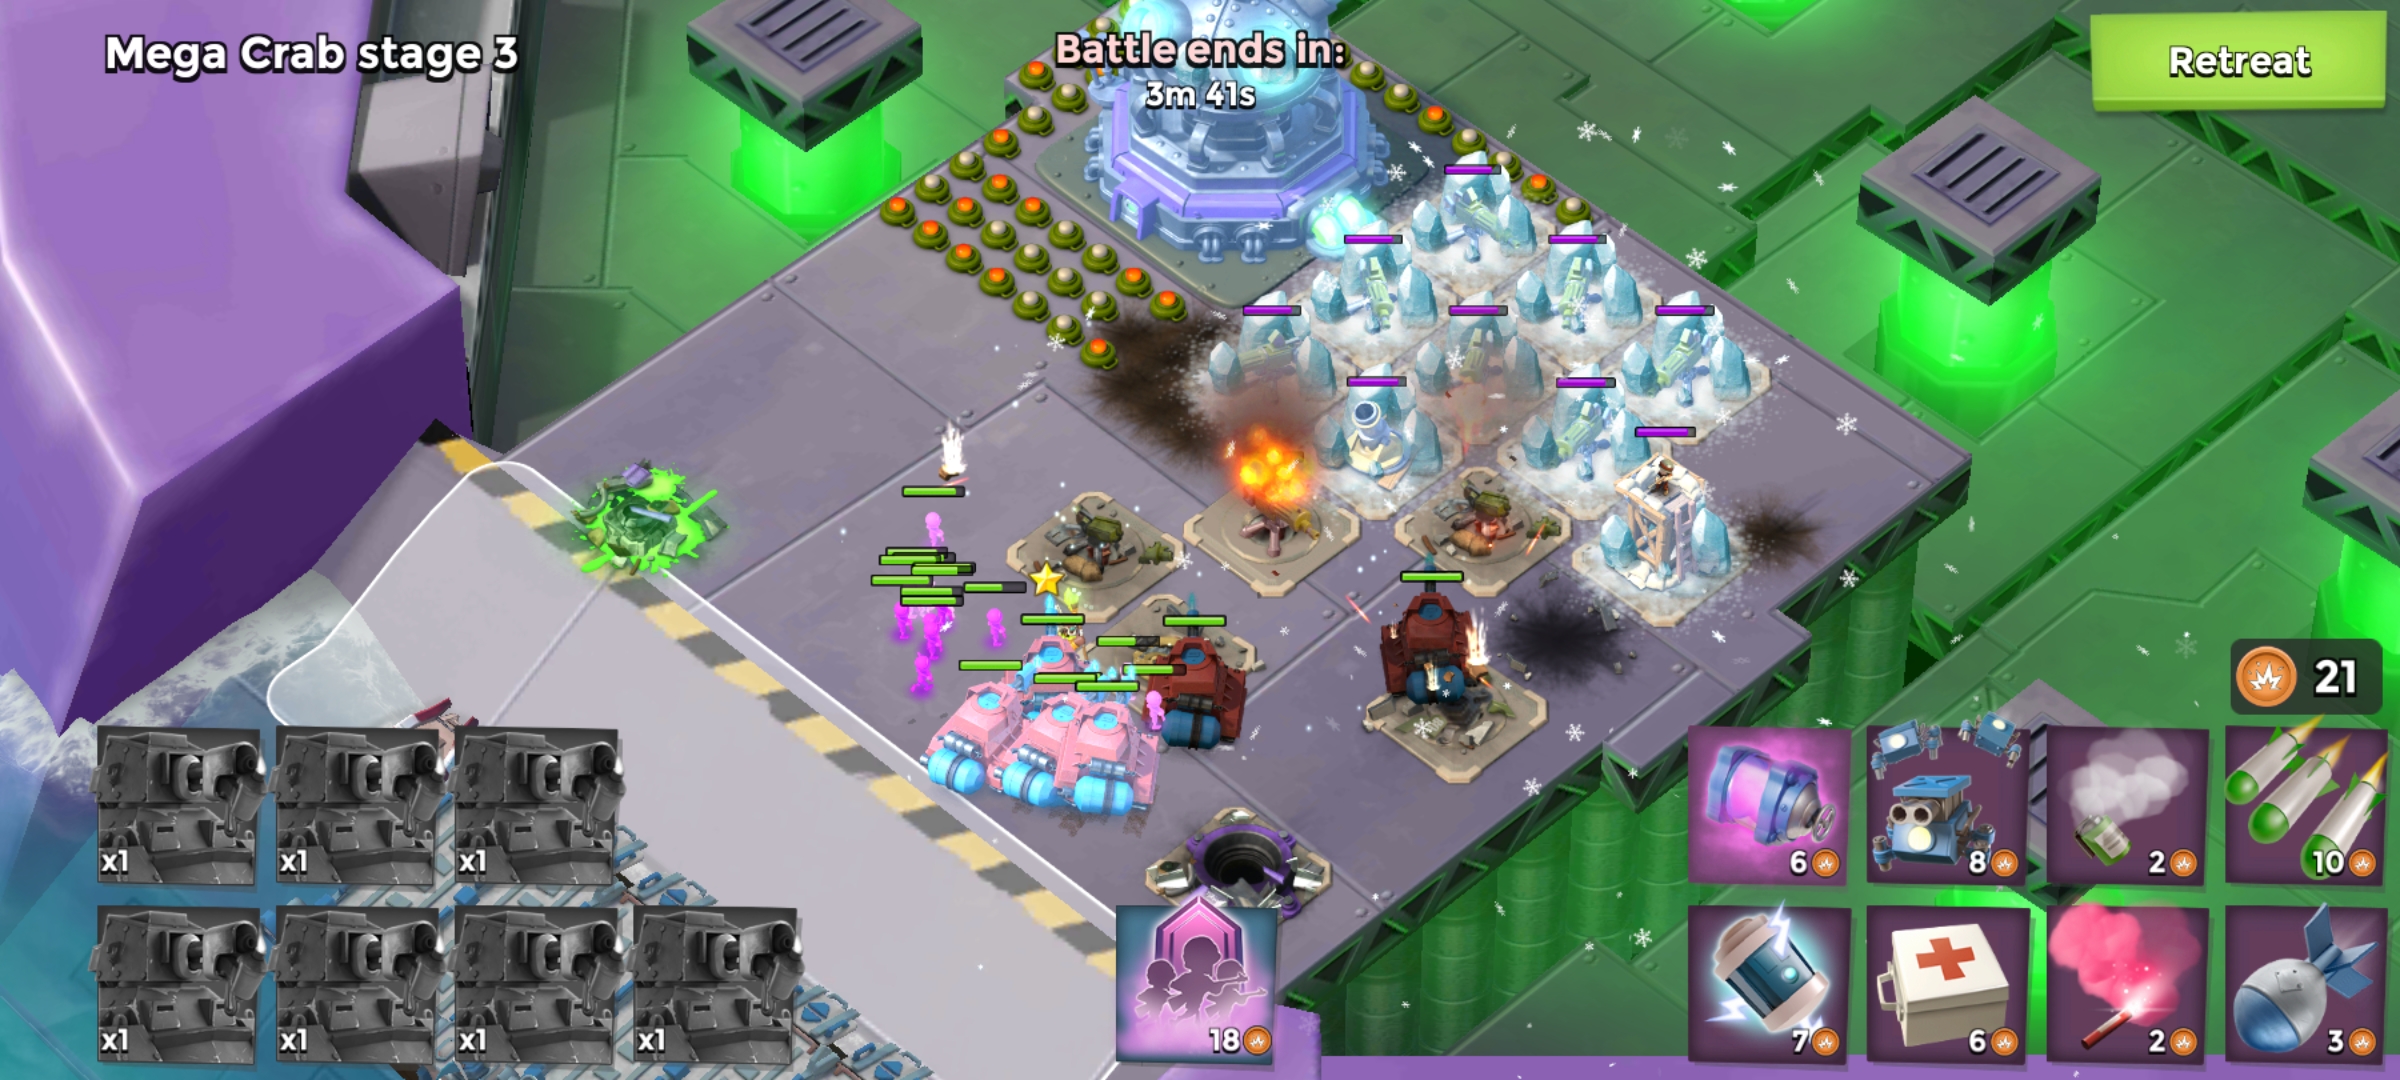 Mega Crab stage 3
Battle ends in:
3m 41s
Retreat
21
x1
x1
x1
6
8
2
10
x1
x1
x1
x1
18
7
6
2
3